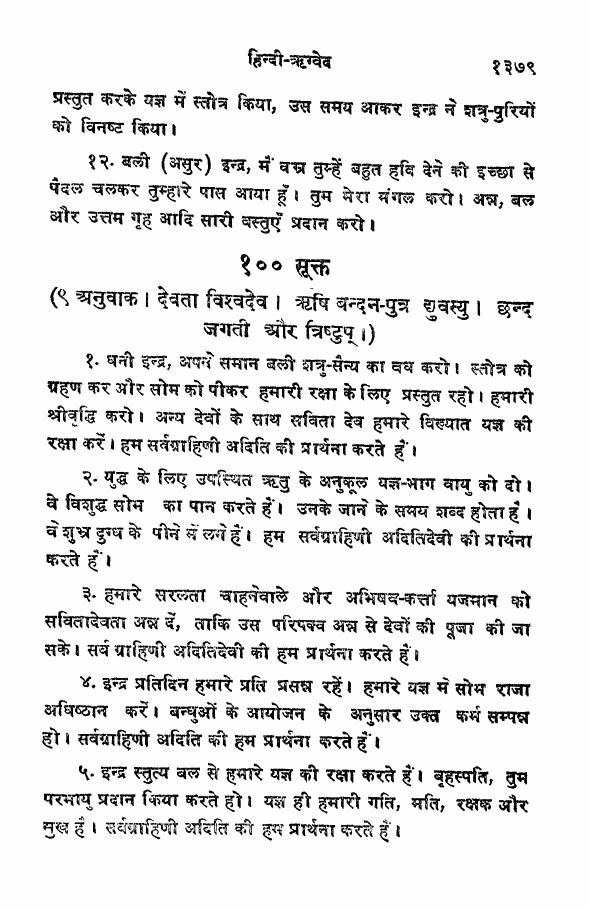 हिन्दी-ऋग्वेद १३७९
प्रस्तुत करके यज्ञ में स्तोत्र किया, उस समय आकर इन्द्र ने शत्रु-पुरियों
को विनष्ट किया।
१२. बली (असुर) इन्द्र, मैं वम्र तुम्हें बहुत हवि देने की इच्छा से
पैदल चलकर तुम्हारे पास आया हूँ। तुम मेरा मंगल करो। अन्न, बल
और उत्तम गृह आदि सारी वस्तुएँ प्रदान करो।
१०० सूक्त
(९ अनुवाक। देवता विश्वदेव। ऋषि वन्दन-पुत्र द्युवस्यु। छन्द
जगती और त्रिष्टुप्।)
१. धनी इन्द्र, अपने समान बली शत्रु-सैन्य का वध करो। स्तोत्र को
ग्रहण कर और सोम को पीकर हमारी रक्षा के लिए प्रस्तुत रहो। हमारी
श्रीवृद्धि करो। अन्य देवों के साथ सविता देव हमारे विख्यात यज्ञ की
रक्षा करें। हम सर्वग्राहिणी अदिति की प्रार्थना करते हैं।
२. युद्ध के लिए उपस्थित ऋतु के अनुकूल यज्ञ-भाग वायु को दो।
वे विशुद्ध सोम का पान करते हैं। उनके जाने के समय शब्द होता है।
वे शुभ्र दुग्ध के पीने में लगे हैं। हम सर्वग्राहिणी अदितिदेवी की प्रार्थना
करते हैं।
३. हमारे सरलता चाहनेवाले और अभिषव-कर्त्ता यजमान को
सवितादेवता अन्न दें, ताकि उस परिपक्व अन्न से देवों की पूजा की जा
सके। सर्व ग्राहिणी अदितिदेवी की हम प्रार्थना करते हैं।
४. इन्द्र प्रतिदिन हमारे प्रति प्रसन्न रहें। हमारे यज्ञ में सोम राजा
अधिष्ठान करें। बन्धुओं के आयोजन के अनुसार उक्त कर्म सम्पन्न
हो। सर्वग्राहिणी अदिति की हम प्रार्थना करते हैं।
५. इन्द्र स्तुत्य बल से हमारे यज्ञ की रक्षा करते हैं। बृहस्पति, तुम
परमायु प्रदान किया करते हो। यज्ञ ही हमारी गति, मति, रक्षक और
सुख है। सर्वग्राहिणी अदिति की हम प्रार्थना करते हैं।